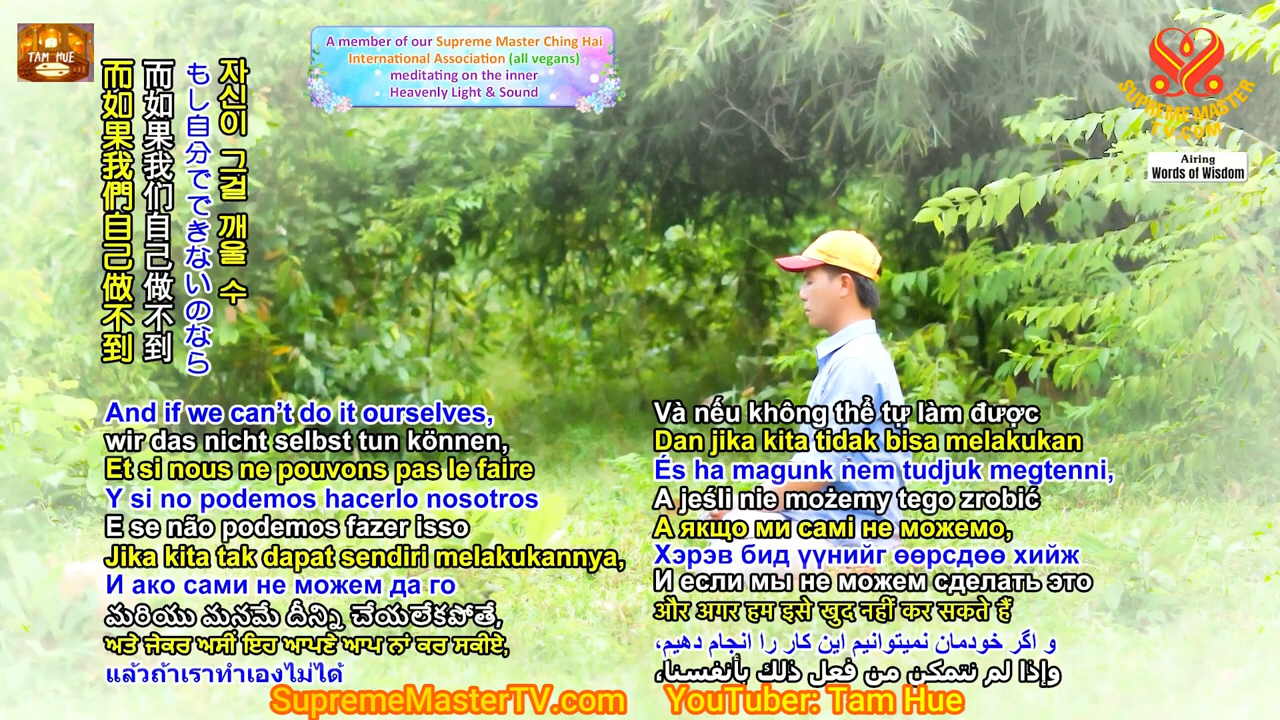 TAM HUE
A member of our Supreme Master Ching Hai
International Association (all vegans)
meditating on the inner
Heavenly Light & Sound
SUPREME MASTER
TV.COM
Airing
Words of Wisdom
자신이 그걸 깨울 수
もし自分でできないのなら
而如果我们自己做不到
而如果我們自己做不到
And if we can’t do it ourselves,
wir das nicht selbst tun können,
Et si nous ne pouvons pas le faire
Y si no podemos hacerlo nosotros
E se não podemos fazer isso
Jika kita tak dapat sendiri melakukannya,
И ако сами не можем да го
మరియు మనమే దీన్ని చేయలేకపోతే,
ਅਤੇ ਜੇਕਰ ਅਸੀਂ ਇਹ ਆਪਣੇ ਆਪ ਨਾਂ ਕਰ ਸਕੀਏ,
แล้วถ้าเราทำเองไม่ได้
Và nếu không thể tự làm được
Dan jika kita tidak bisa melakukan
És ha magunk nem tudjuk megtenni,
A jeśli nie możemy tego zrobić
А якщо ми самі не можемо,
Хэрэв бид үүнийг өөрсдөө хийж
И если мы не можем сделать это
और अगर हम इसे खुद नहीं कर सकते हैं
و اگر خودمان نمیتوانیم این کار را انجام دهیم،
وإذا لم نتمكن من فعل ذلك بأنفسنا،
SupremeMasterTV.com
YouTuber: Tam Hue